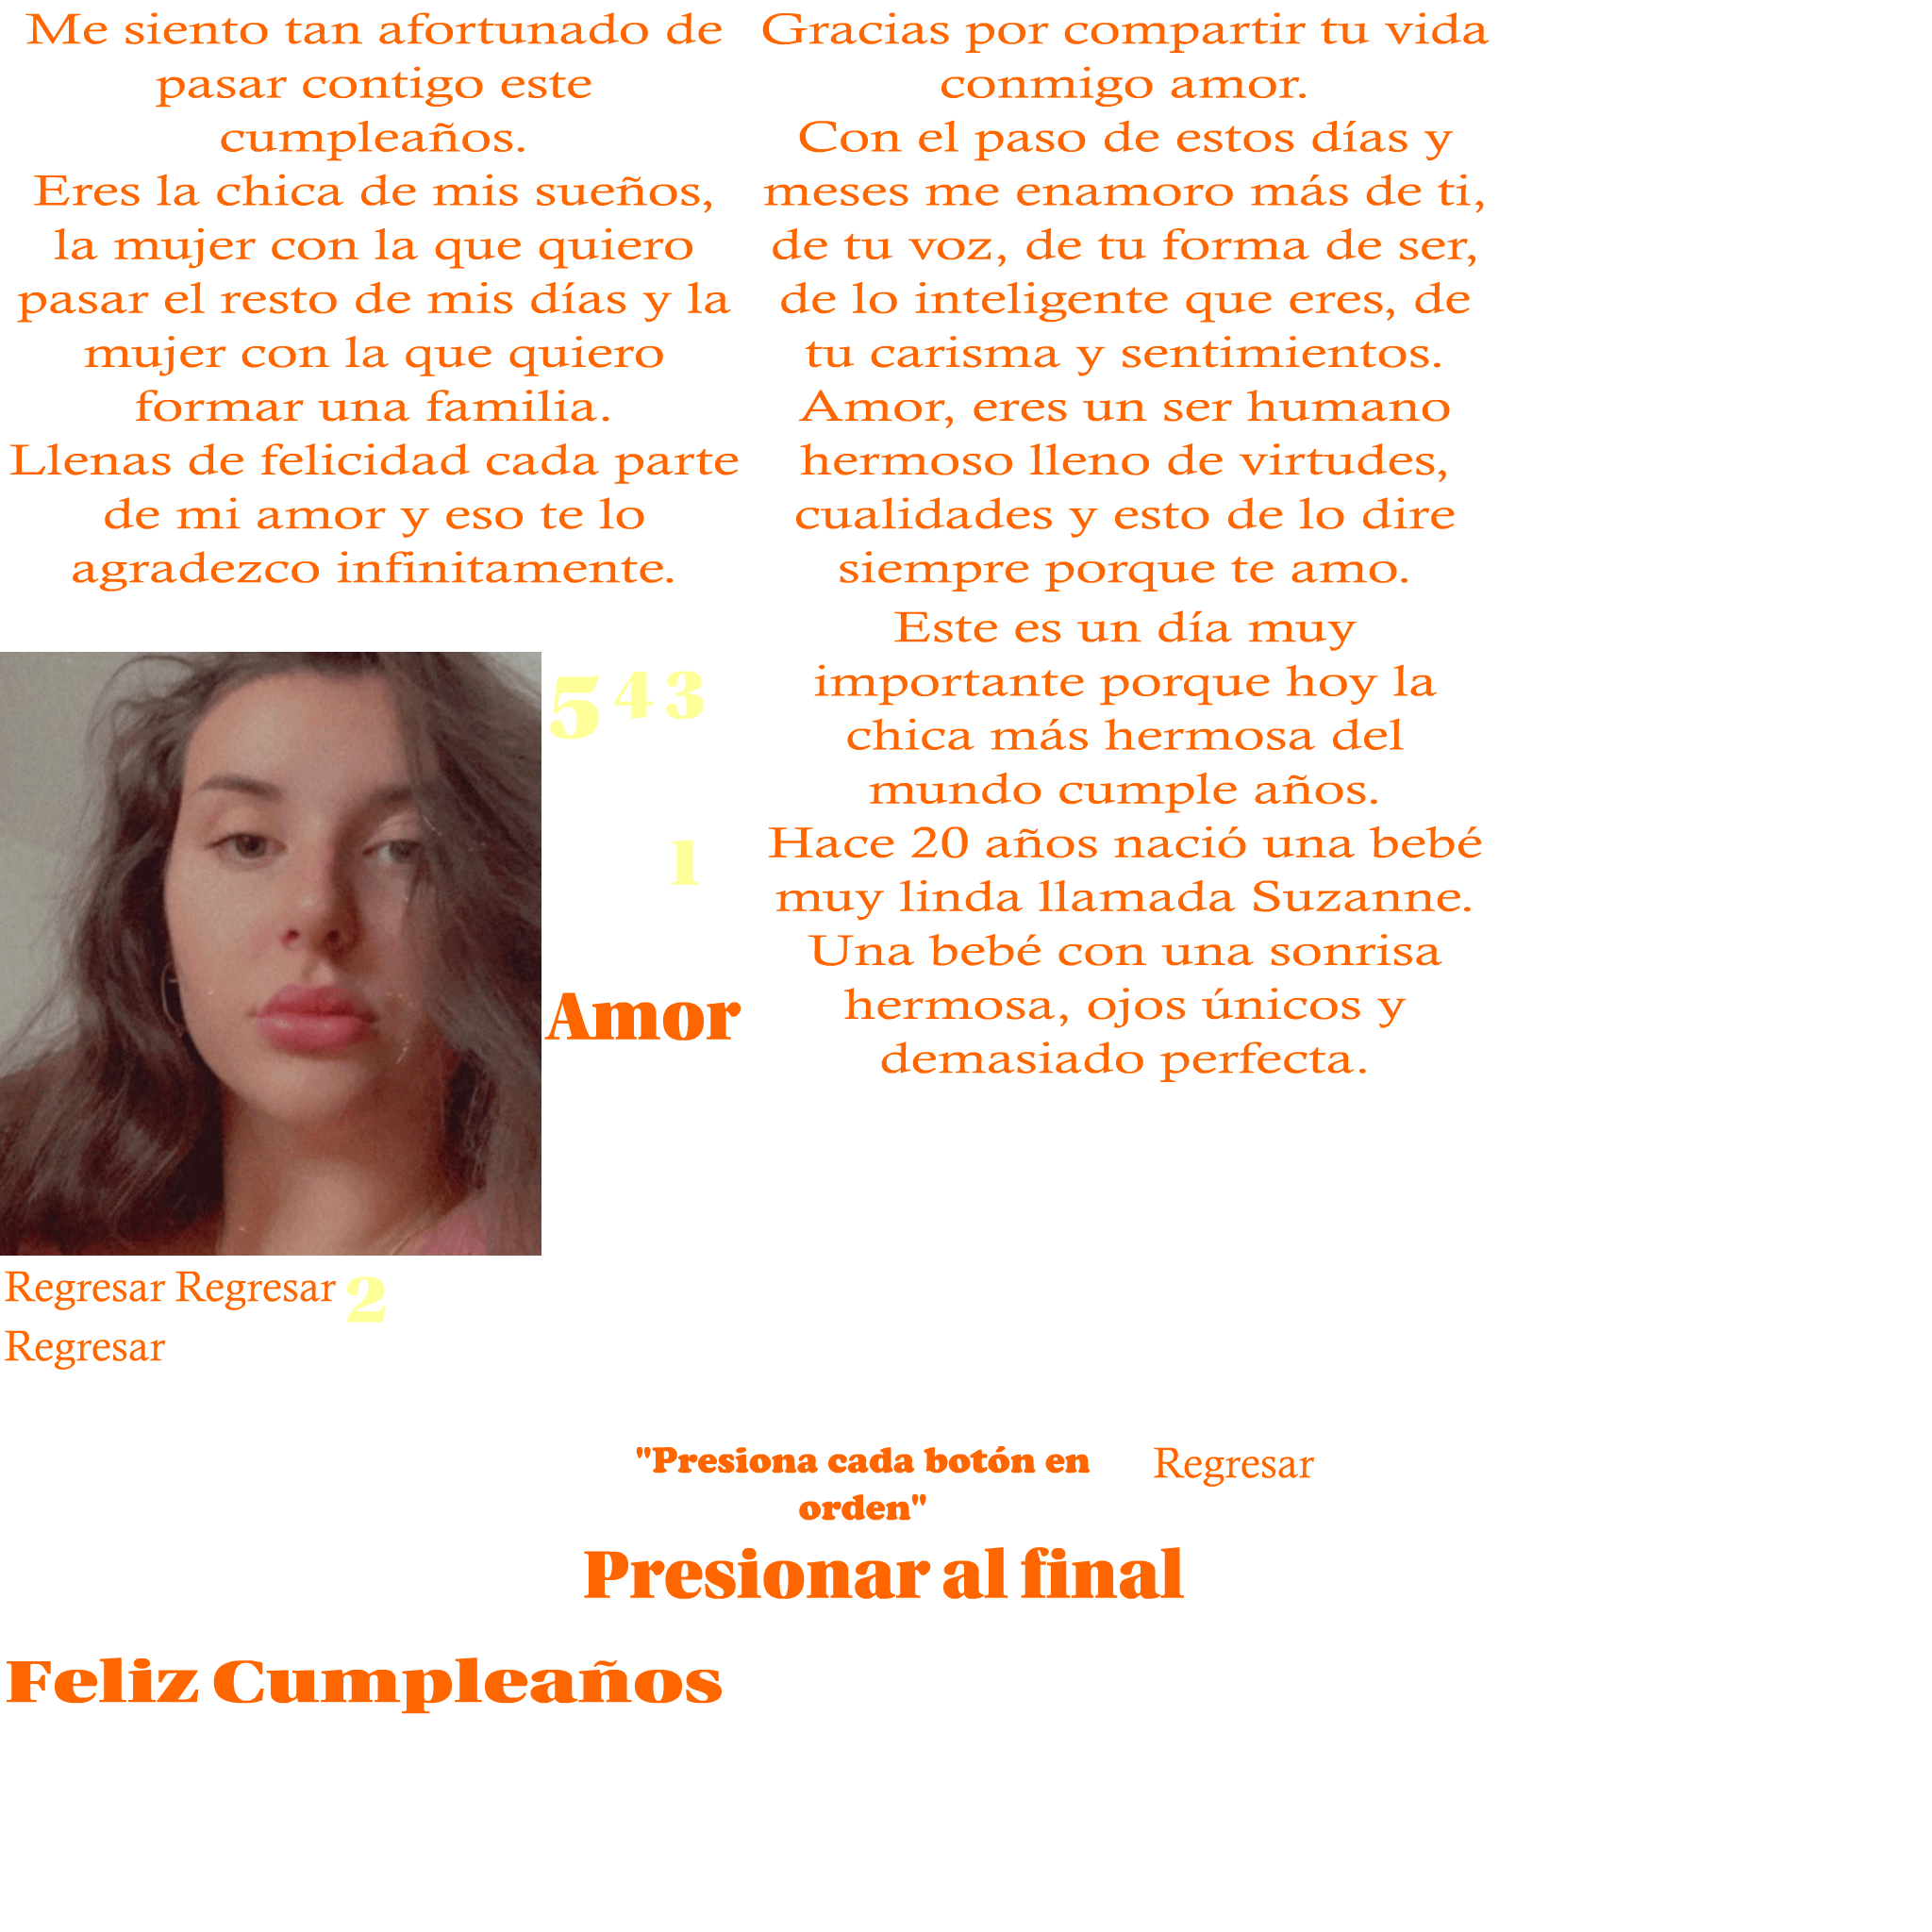 Me siento tan afortunado de
pasar contigo este
cumpleaños.
Eres la chica de mis sueños,
la mujer con la que quiero
pasar el resto de mis días y la
mujer con la que quiero
formar una familia.
Llenas de felicidad cada parte
de mi amor y eso te lo
agradezco infinitamente.
Gracias por compartir tu vida
conmigo amor.
Con el paso de estos días y
meses me enamoro más de ti,
de tu voz, de tu forma de ser,
de lo inteligente que eres, de
tu carisma y sentimientos.
Amor, eres un ser humano
hermoso lleno de virtudes,
cualidades y esto de lo dire
siempre porque te amo.
Este es un día muy
importante porque hoy la
chica más hermosa del
mundo cumple años.
Hace 20 años nació una bebé
muy linda llamada Suzanne.
Una bebé con una sonrisa
hermosa, ojos únicos y
demasiado perfecta.
5 4 3
1
Amor
Regresar Regresar 2
Regresar
"Presiona cada botón en
orden"
Regresar
Presionar al final
Feliz Cumpleaños